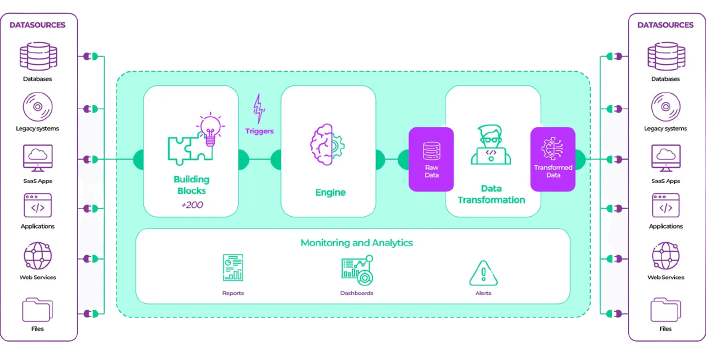 DATASOURCES
Databases
Legacy systems
SaaS Apps
Applications
Web Services
Files
Building
Blocks
+200
Triggers
Engine
Raw
Data
Data
Transformation
Transformed
Data
Monitoring and Analytics
Reports
Dashboards
Alerts
DATASOURCES
Databases
Legacy systems
SaaS Apps
Applications
Web Services
Files